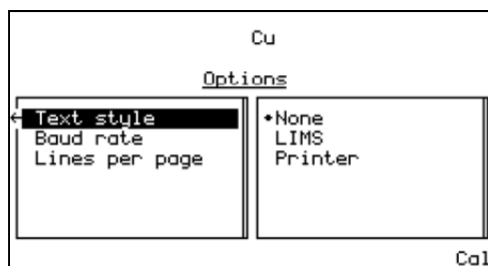 Cu
Options
Text style
Baud rate
Lines per page
None
LIMS
Printer
Cal